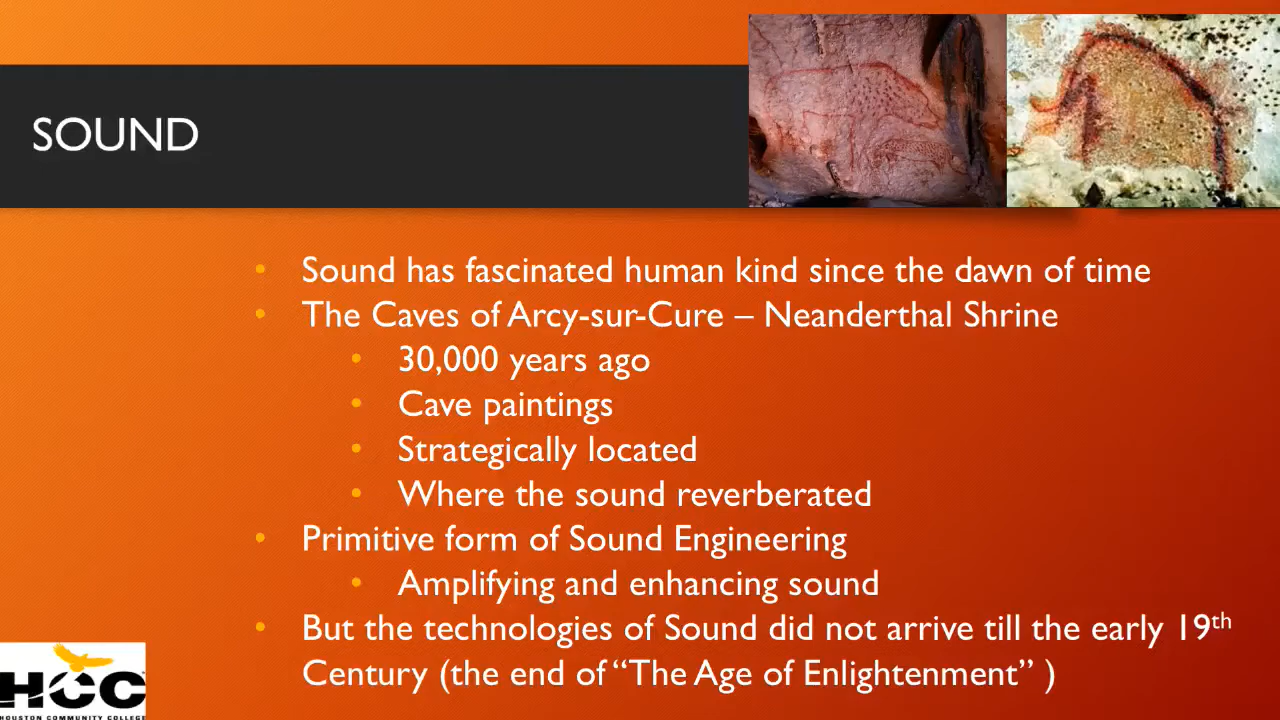 SOUND
• Sound has fascinated human kind since the dawn of time
• The Caves of Arcy-sur-Cure – Neanderthal Shrine
• 30,000 years ago
• Cave paintings
• Strategically located
• Where the sound reverberated
• Primitive form of Sound Engineering
• Amplifying and enhancing sound
• But the technologies of Sound did not arrive till the early 19th
Century (the end of “The Age of Enlightenment” )
HCC
HOUSTON COMMUNITY COLLEGE